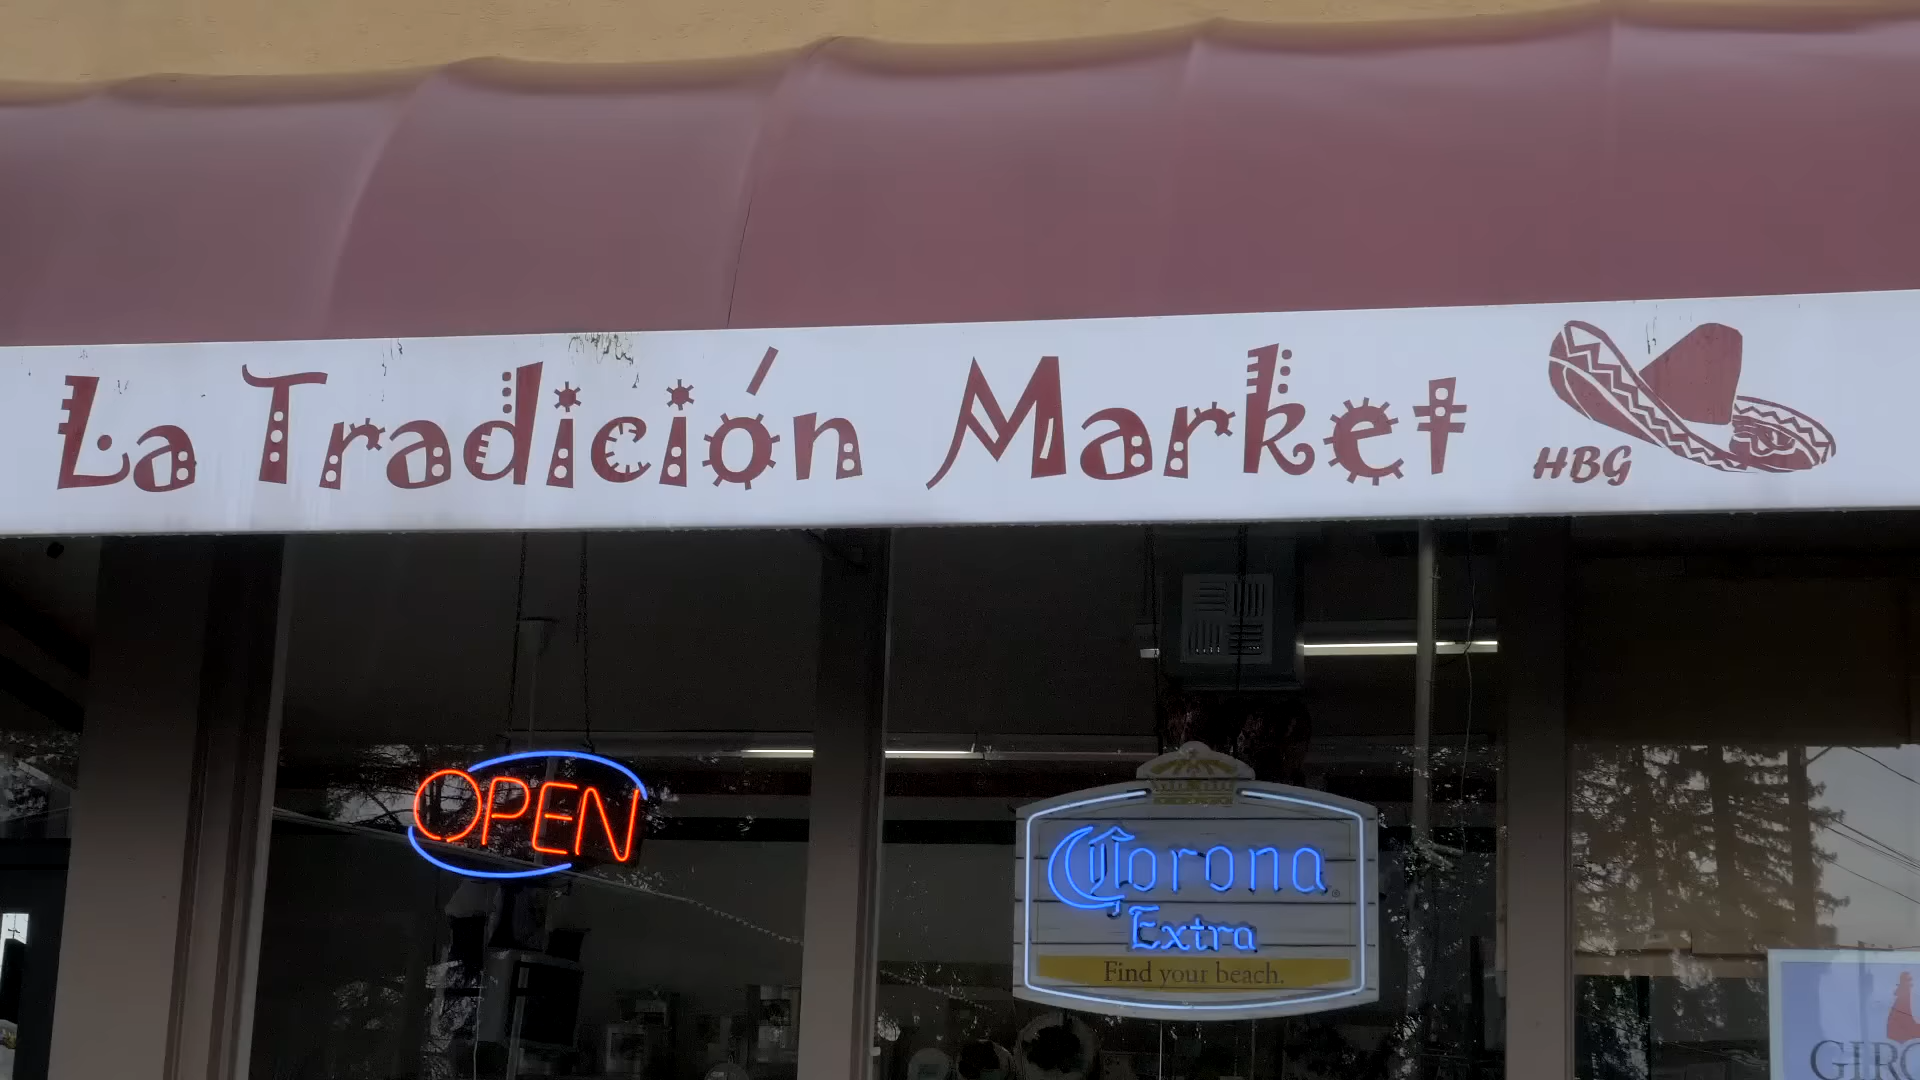 La Tradición Market
HBG
OPEN
Corona
Extra
Find your beach.